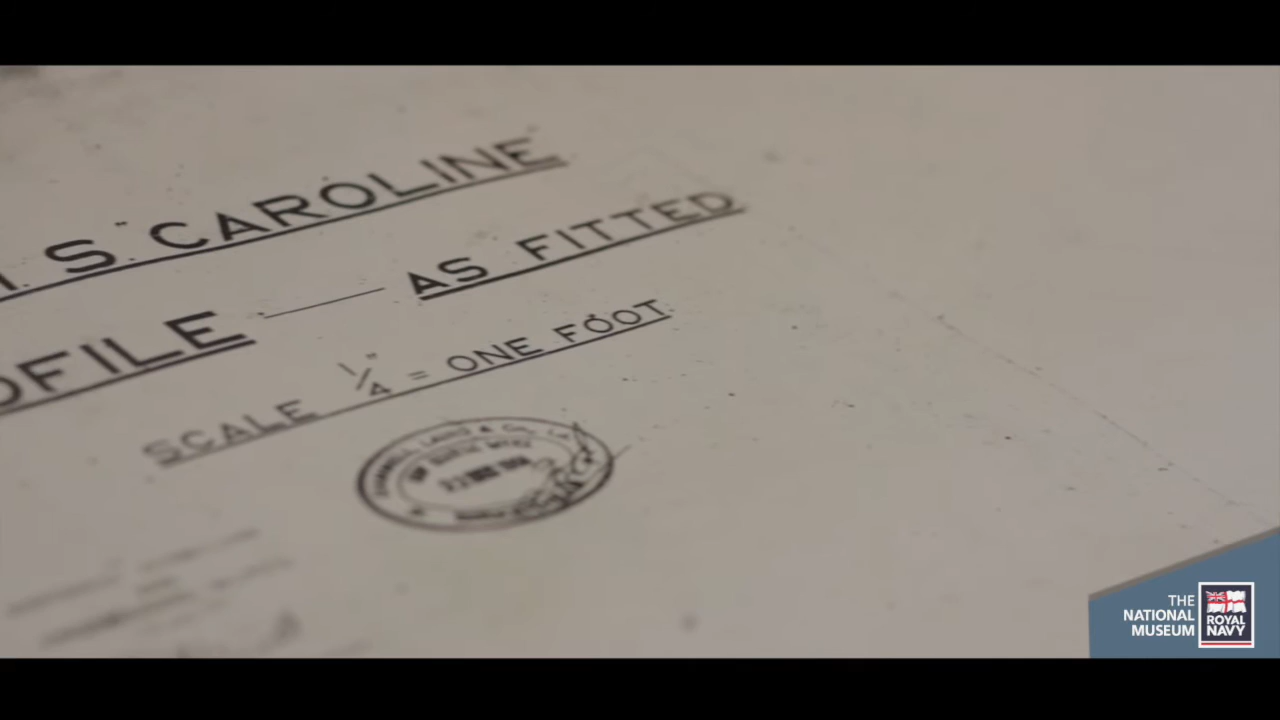 . S. CAROLINE
OFILE — AS FITTED
SCALE 1/4" = ONE FOOT
THE
NATIONAL
MUSEUM
ROYAL
NAVY